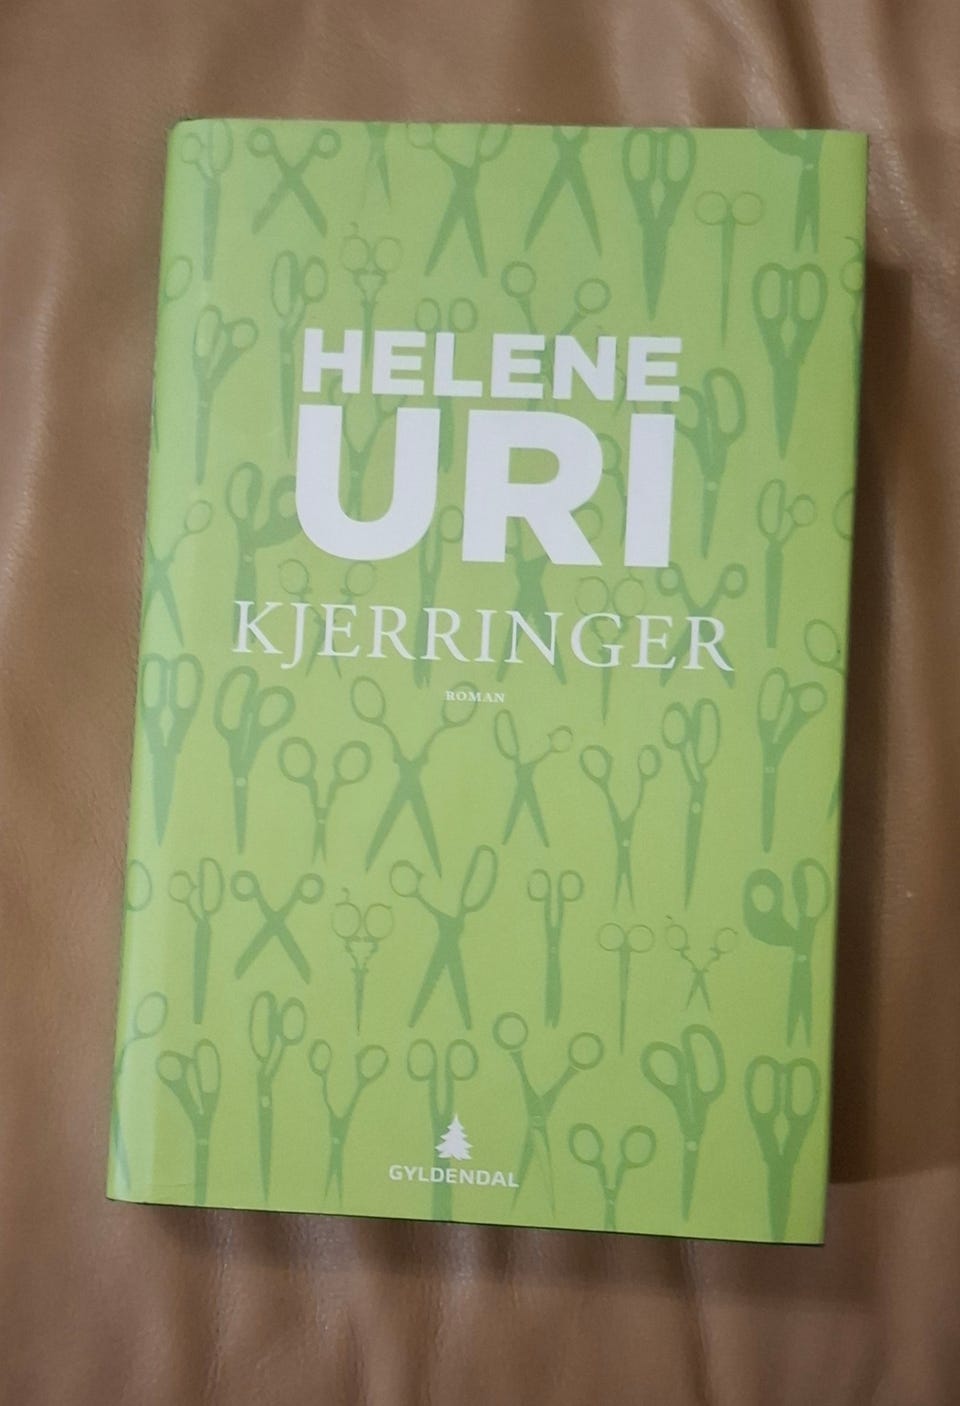 HELENE
URI
KJERRINGER
ROMAN
GYLDENDAL